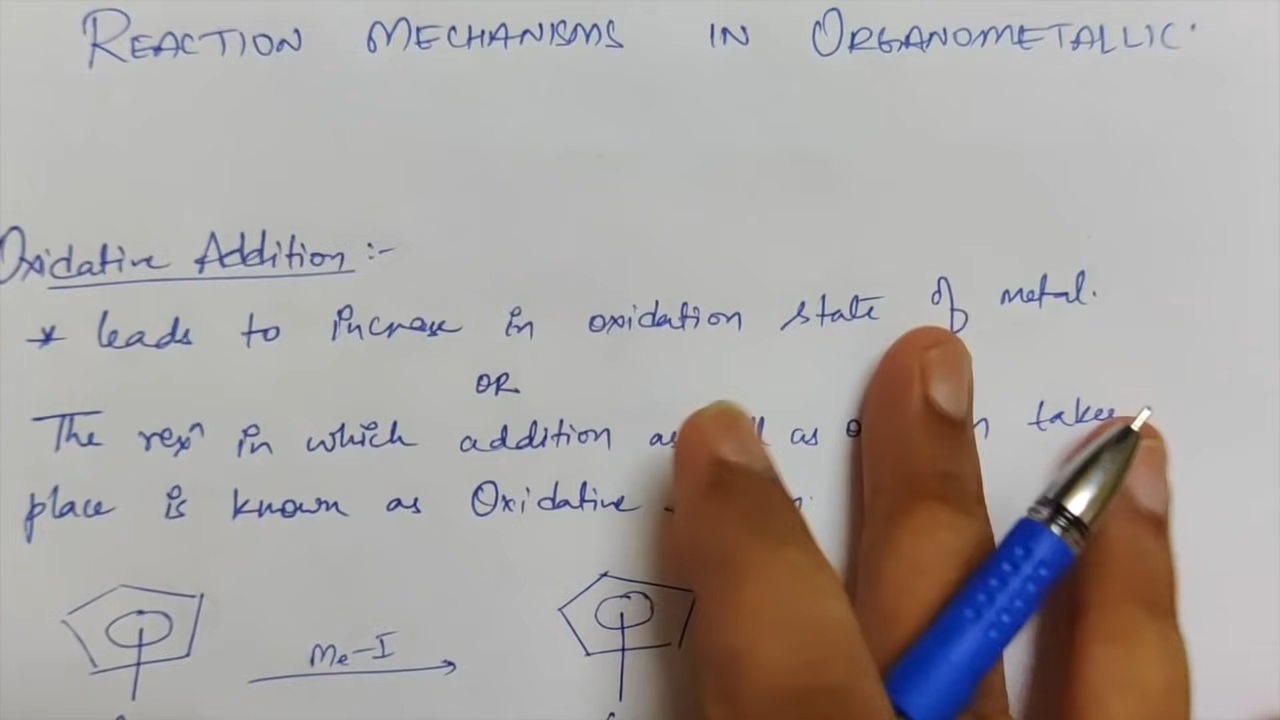 REACTION MECHANISMS IN ORGANOMETALLIC.
Oxidative Addition :-
* leads to increase in oxidation state of metal.
OR
The rexn in which addition as as takes
place is known as Oxidative
Me-I